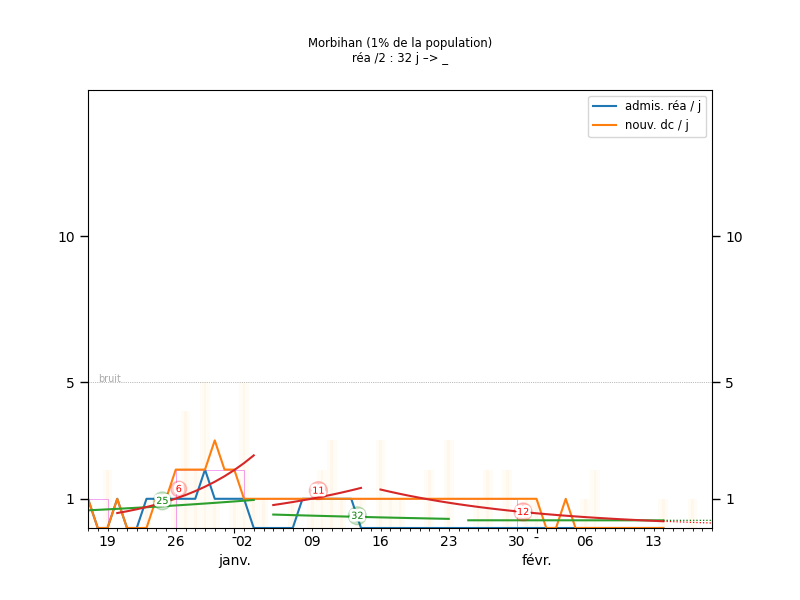 Morbihan (1% de la population)
réa /2 : 32 j –> _
admis. réa / j
nouv. dc / j
10 10
bruit
5 5
6
11
25
12
32
1 1
19 26 02 09 16 23 30 06 13
janv. févr.